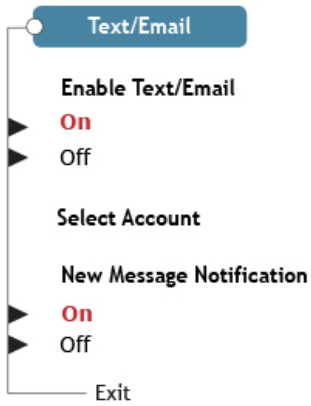 Text/Email
Enable Text/Email
On
Off
Select Account
New Message Notification
On
Off
Exit